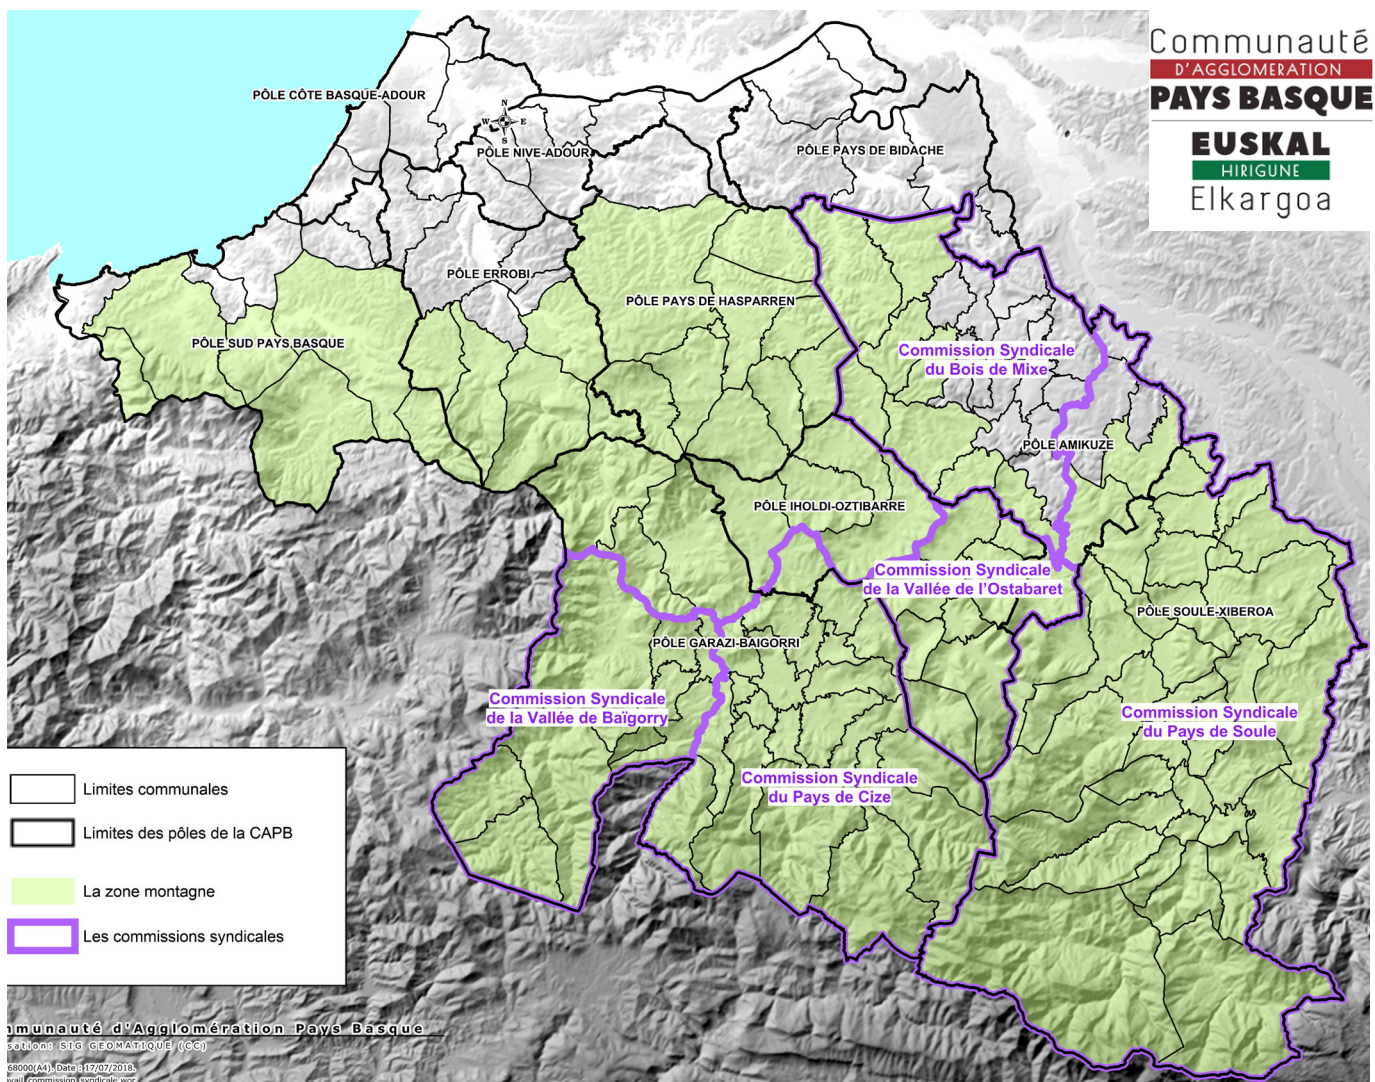 Communauté
D'AGGLOMERATION
PAYS BASQUE
EUSKAL
HIRIGUNE
Elkargoa
PÔLE CÔTE BASQUE-ADOUR
N
W E
S
PÔLE NIVE-ADOUR
PÔLE PAYS DE BIDACHE
PÔLE ERROBI
PÔLE PAYS DE HASPARREN
PÔLE SUD PAYS BASQUE
Commission Syndicale
du Bois de Mixe
PÔLE AMIKUZE
PÔLE IHOLDI-OZTIBARRE
Commission Syndicale
de la Vallée de l'Ostabaret
PÔLE SOULE-XIBEROA
PÔLE GARAZI-BAIGORRI
Commission Syndicale
de la Vallée de Baïgorry
Commission Syndicale
du Pays de Soule
Commission Syndicale
du Pays de Cize
Limites communales
Limites des pôles de la CAPB
La zone montagne
Les commissions syndicales
mmunauté d'Agglomération Pays Basque
sation: SIG GEOMATIQUE (CC)
68000(A4). Date : 17/07/2018.
vail commission syndicale.wor